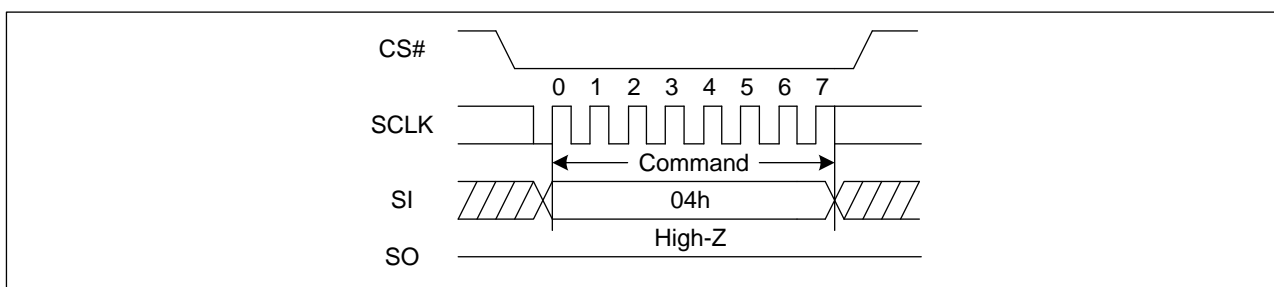 CS#
0 1 2 3 4 5 6 7
SCLK
Command
SI
04h
High-Z
SO